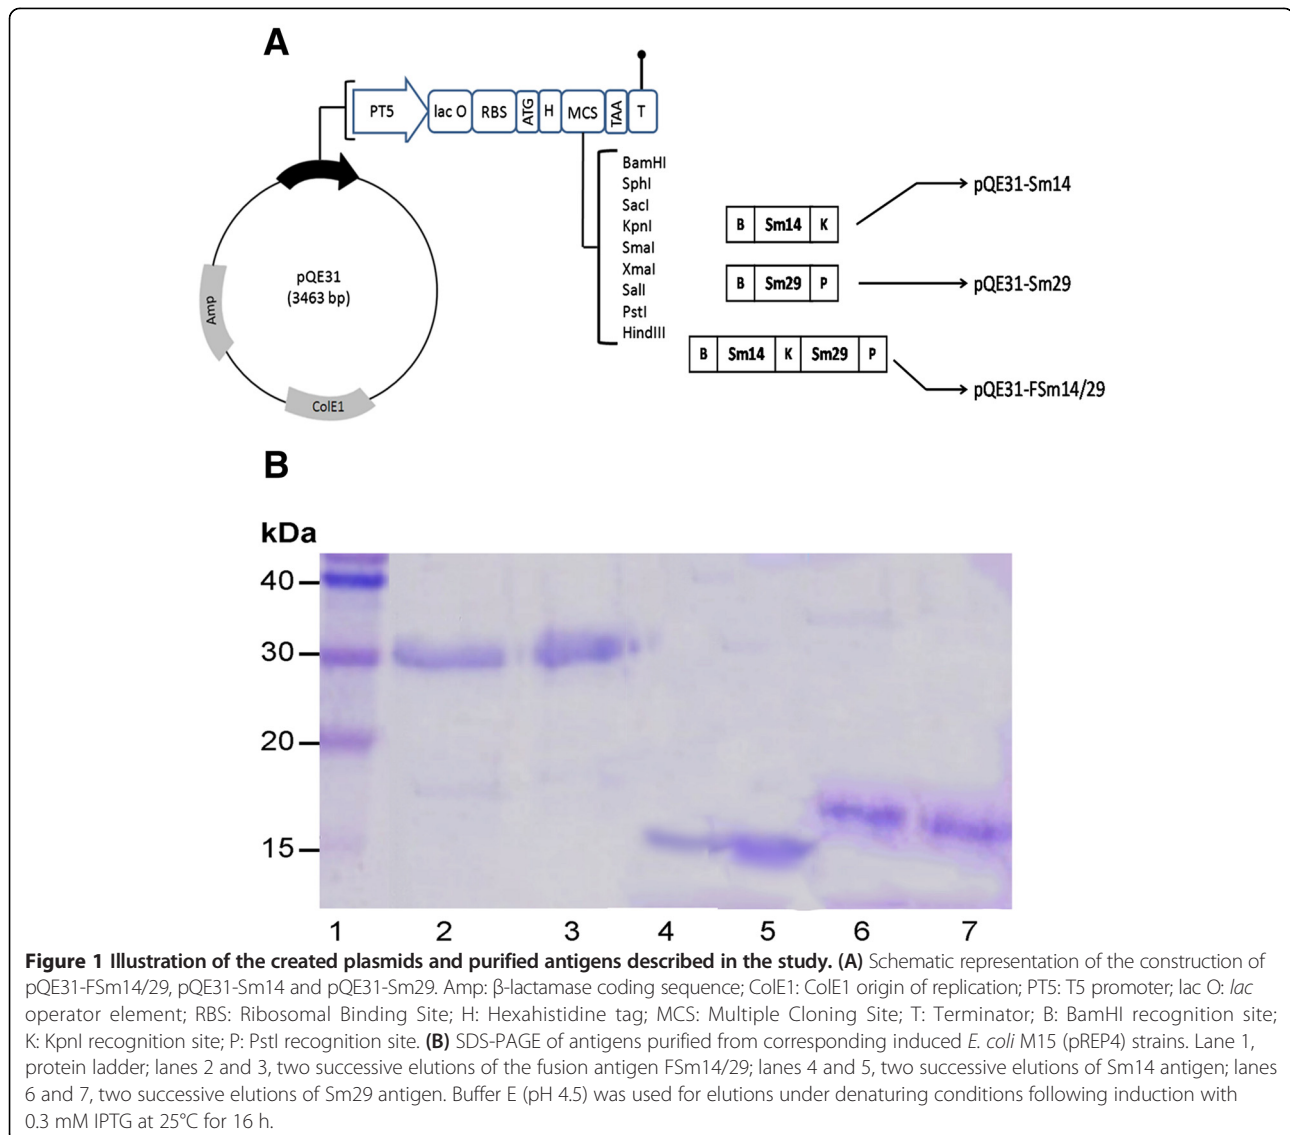 A
PT5 lac O RBS ATG H MCS TAA T
BamHI
SphI
SacI
KpnI
SmaI
XmaI
SalI
PstI
HindIII
pQE31
(3463 bp)
Amp
ColE1
B Sm14 K
pQE31-Sm14
B Sm29 P
pQE31-Sm29
B Sm14 K Sm29 P
pQE31-FSm14/29
B
kDa
40
30
20
15
1 2 3 4 5 6 7
Figure 1 Illustration of the created plasmids and purified antigens described in the study. (A) Schematic representation of the construction of
pQE31-FSm14/29, pQE31-Sm14 and pQE31-Sm29. Amp: β-lactamase coding sequence; ColE1: ColE1 origin of replication; PT5: T5 promoter; lac O: lac
operator element; RBS: Ribosomal Binding Site; H: Hexahistidine tag; MCS: Multiple Cloning Site; T: Terminator; B: BamHI recognition site;
K: KpnI recognition site; P: PstI recognition site. (B) SDS-PAGE of antigens purified from corresponding induced E. coli M15 (pREP4) strains. Lane 1,
protein ladder; lanes 2 and 3, two successive elutions of the fusion antigen FSm14/29; lanes 4 and 5, two successive elutions of Sm14 antigen; lanes
6 and 7, two successive elutions of Sm29 antigen. Buffer E (pH 4.5) was used for elutions under denaturing conditions following induction with
0.3 mM IPTG at 25°C for 16 h.